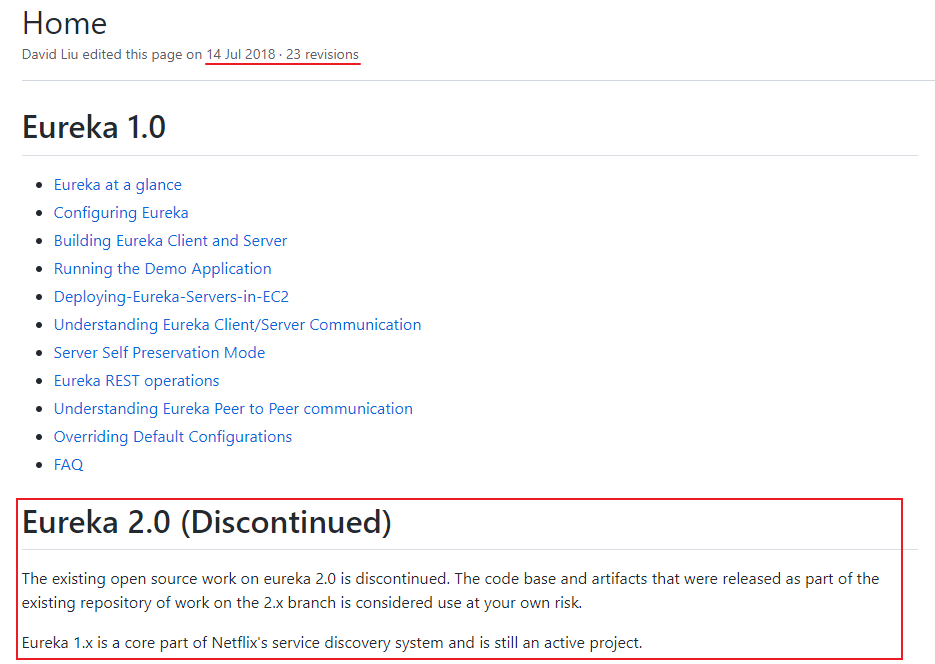 Home
David Liu edited this page on 14 Jul 2018 · 23 revisions
Eureka 1.0
Eureka at a glance
Configuring Eureka
Building Eureka Client and Server
Running the Demo Application
Deploying-Eureka-Servers-in-EC2
Understanding Eureka Client/Server Communication
Server Self Preservation Mode
Eureka REST operations
Understanding Eureka Peer to Peer communication
Overriding Default Configurations
FAQ
Eureka 2.0 (Discontinued)
The existing open source work on eureka 2.0 is discontinued. The code base and artifacts that were released as part of the
existing repository of work on the 2.x branch is considered use at your own risk.
Eureka 1.x is a core part of Netflix's service discovery system and is still an active project.